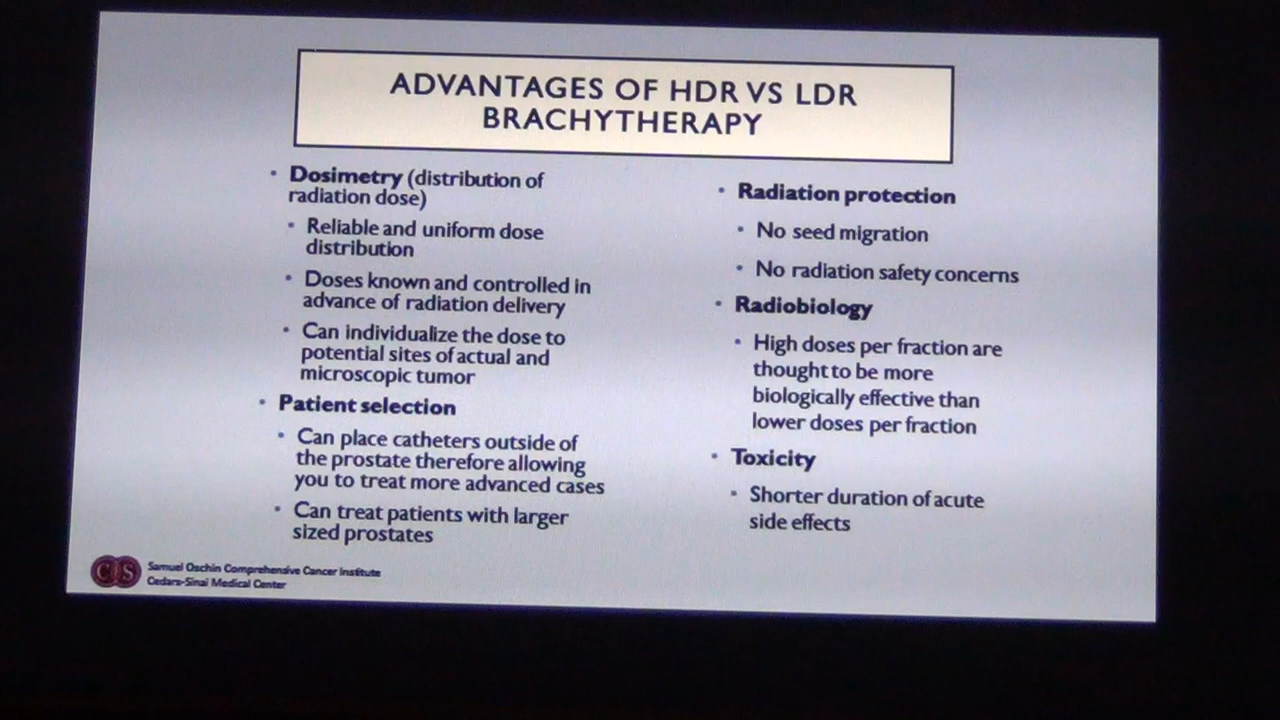 ADVANTAGES OF HDR VS LDR
BRACHYTHERAPY
• Dosimetry (distribution of
radiation dose)
• Reliable and uniform dose
distribution
• Doses known and controlled in
advance of radiation delivery
• Can individualize the dose to
potential sites of actual and
microscopic tumor
• Patient selection
• Can place catheters outside of
the prostate therefore allowing
you to treat more advanced cases
• Can treat patients with larger
sized prostates
• Radiation protection
• No seed migration
• No radiation safety concerns
• Radiobiology
• High doses per fraction are
thought to be more
biologically effective than
lower doses per fraction
• Toxicity
• Shorter duration of acute
side effects
CS
Samuel Oschin Comprehensive Cancer Institute
Cedars-Sinai Medical Center